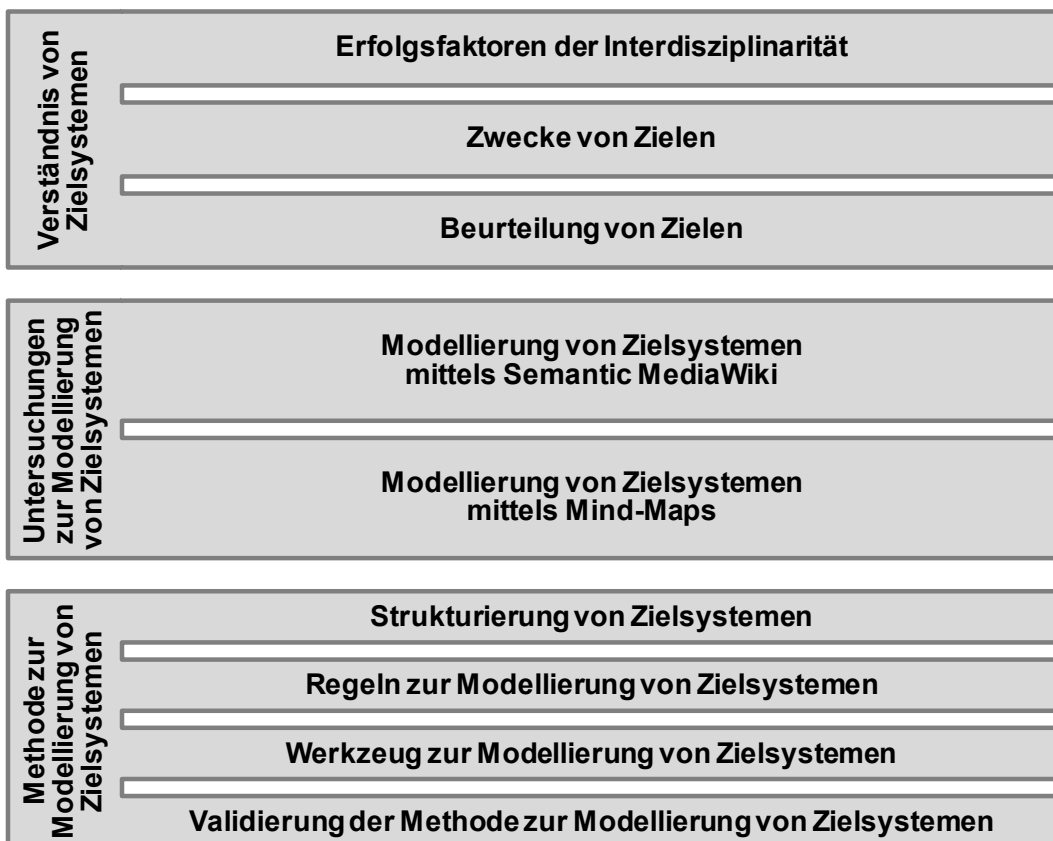 Verständnis von
Zielsystemen
Erfolgsfaktoren der Interdisziplinarität
Zwecke von Zielen
Beurteilung von Zielen
Untersuchungen
zur Modellierung
von Zielsystemen
Modellierung von Zielsystemen
mittels Semantic MediaWiki
Modellierung von Zielsystemen
mittels Mind-Maps
Methode zur
Modellierung von
Zielsystemen
Strukturierung von Zielsystemen
Regeln zur Modellierung von Zielsystemen
Werkzeug zur Modellierung von Zielsystemen
Validierung der Methode zur Modellierung von Zielsystemen